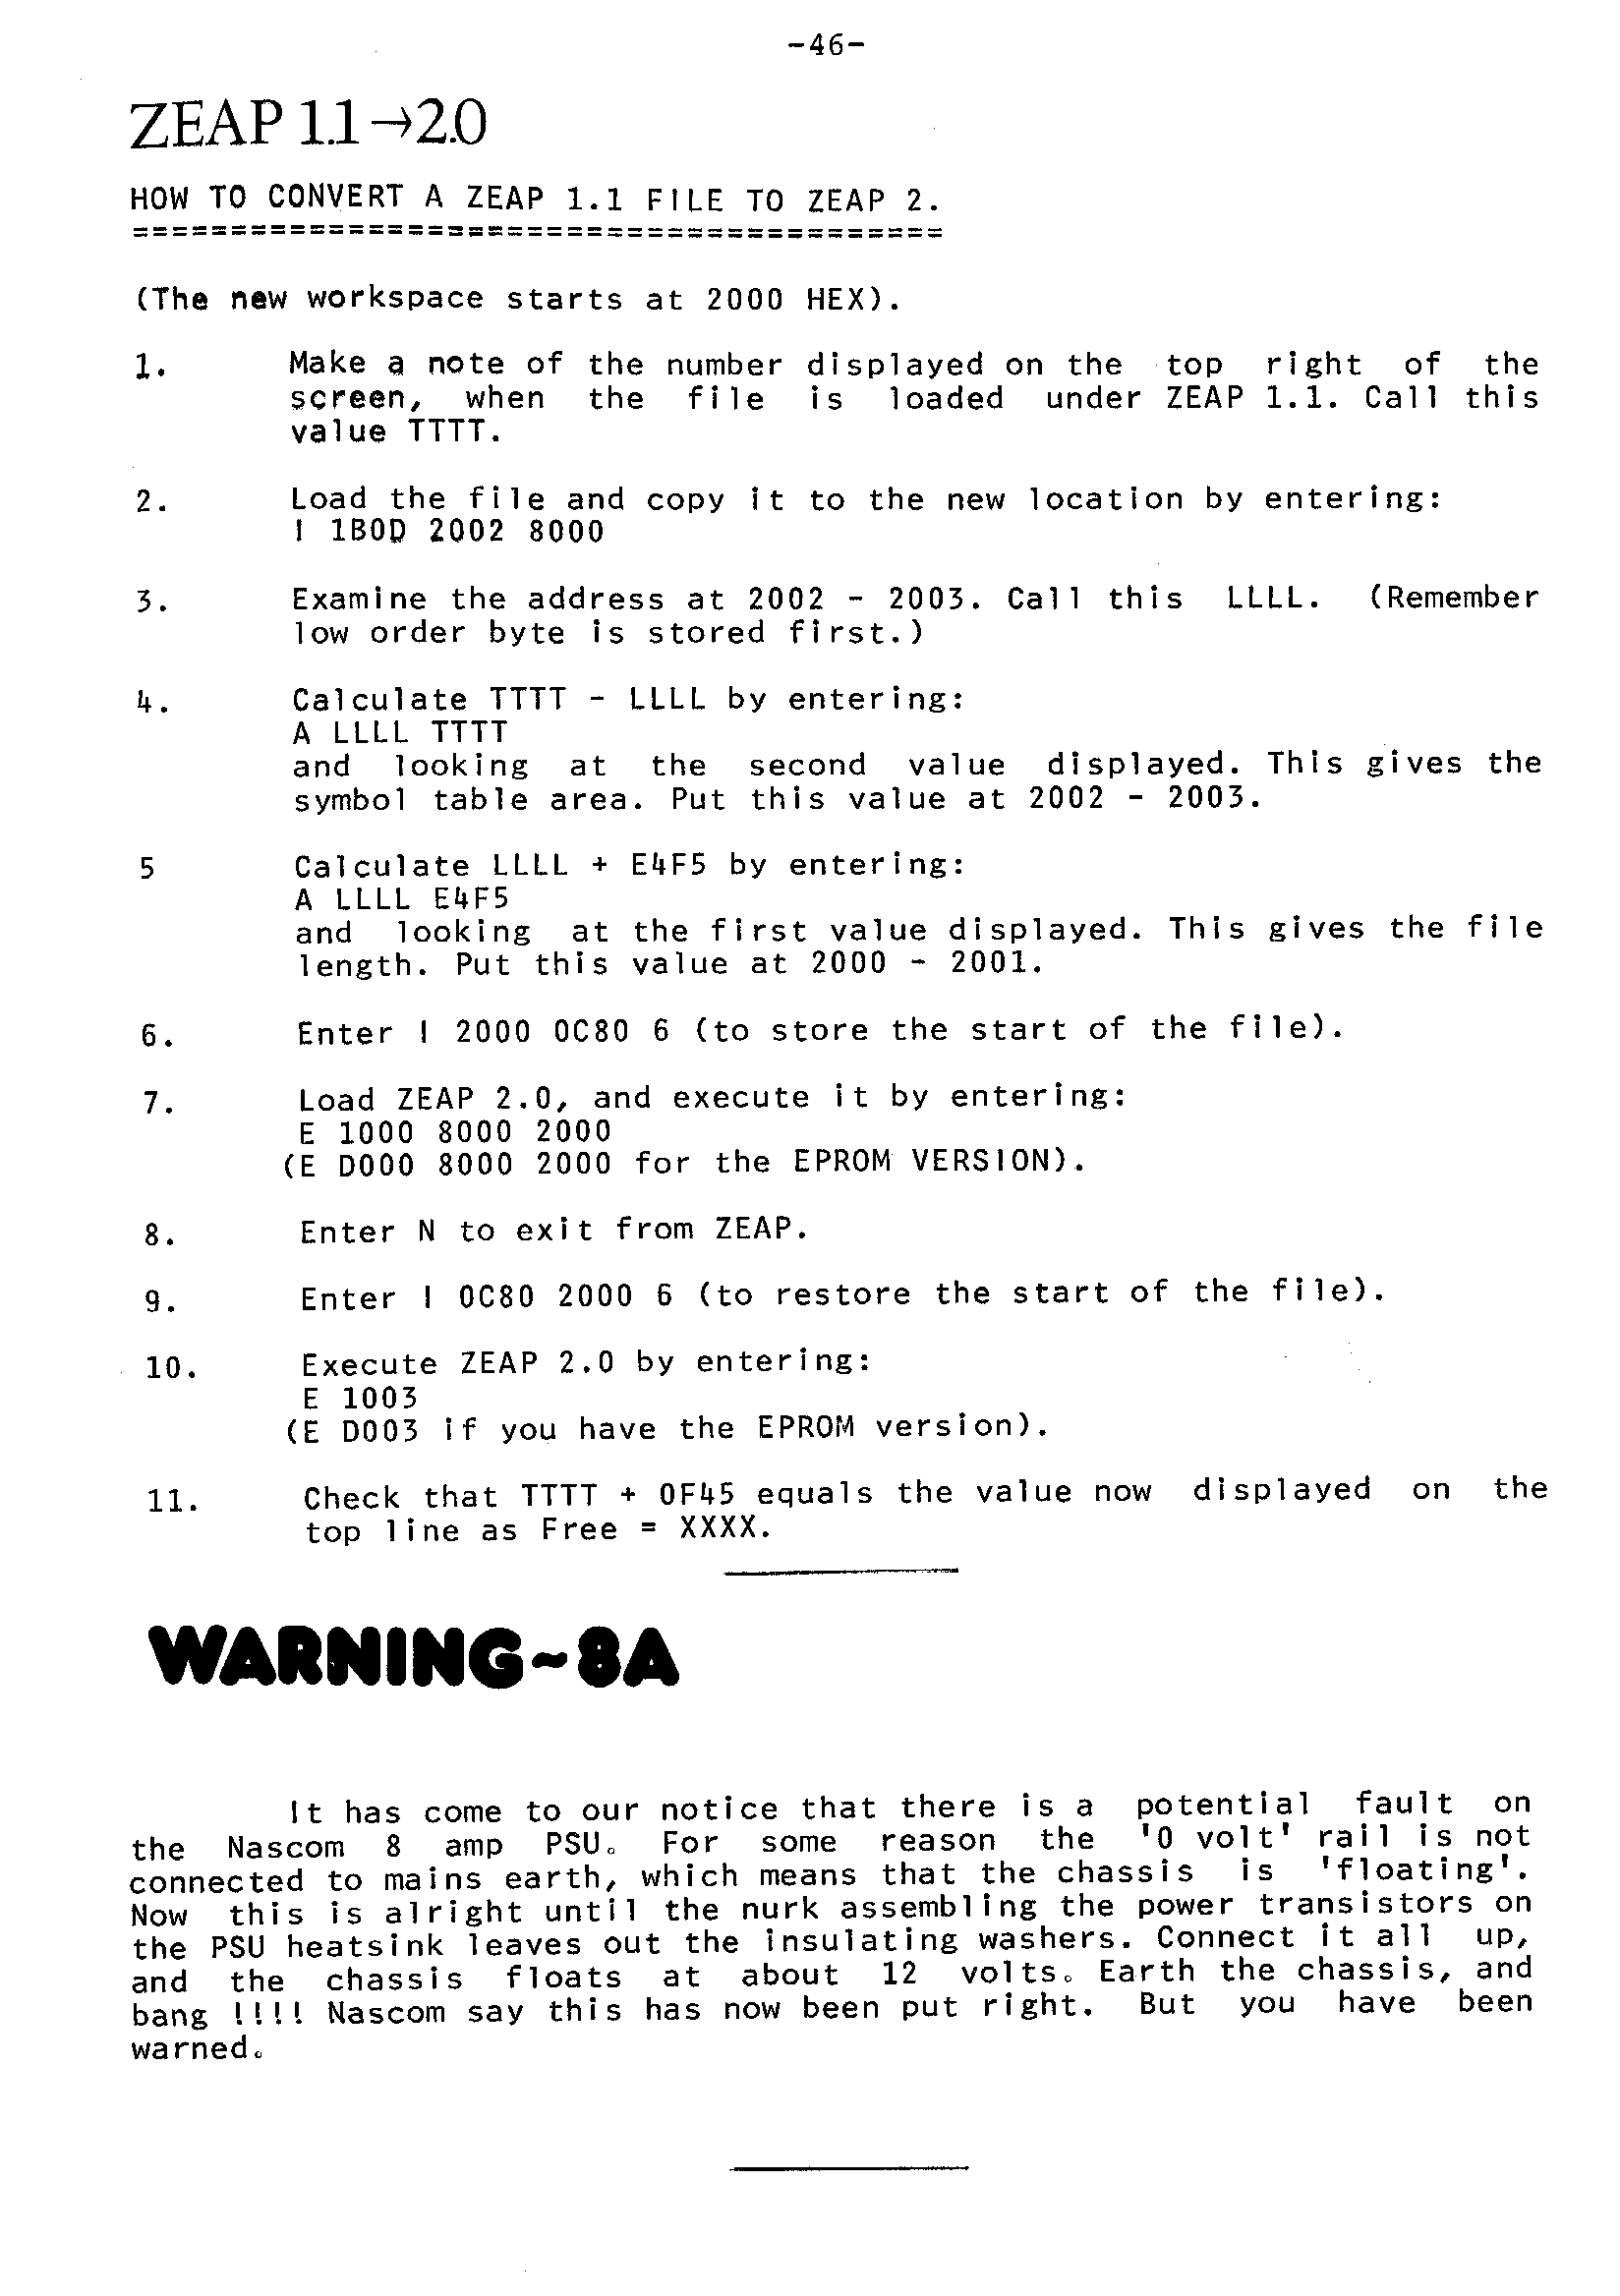 -46-
ZEAP 1.1→2.0
HOW TO CONVERT A ZEAP 1.1 FILE TO ZEAP 2.
=========================================
(The new workspace starts at 2000 HEX).
1. Make a note of the number displayed on the top right of the
screen, when the file is loaded under ZEAP 1.1. Call this
value TTTT.
2. Load the file and copy it to the new location by entering:
I 1B0D 2002 8000
3. Examine the address at 2002 - 2003. Call this LLLL. (Remember
low order byte is stored first.)
4. Calculate TTTT - LLLL by entering:
A LLLL TTTT
and looking at the second value displayed. This gives the
symbol table area. Put this value at 2002 - 2003.
5 Calculate LLLL + E4F5 by entering:
A LLLL E4F5
and looking at the first value displayed. This gives the file
length. Put this value at 2000 - 2001.
6. Enter I 2000 0C80 6 (to store the start of the file).
7. Load ZEAP 2.0, and execute it by entering:
E 1000 8000 2000
(E D000 8000 2000 for the EPROM VERSION).
8. Enter N to exit from ZEAP.
9. Enter I 0C80 2000 6 (to restore the start of the file).
10. Execute ZEAP 2.0 by entering:
E 1003
(E D003 if you have the EPROM version).
11. Check that TTTT + 0F45 equals the value now displayed on the
top line as Free = XXXX.
WARNING~8A
It has come to our notice that there is a potential fault on
the Nascom 8 amp PSU. For some reason the '0 volt' rail is not
connected to mains earth, which means that the chassis is 'floating'.
Now this is alright until the nurk assembling the power transistors on
the PSU heatsink leaves out the insulating washers. Connect it all up,
and the chassis floats at about 12 volts. Earth the chassis, and
bang !!!! Nascom say this has now been put right. But you have been
warned.